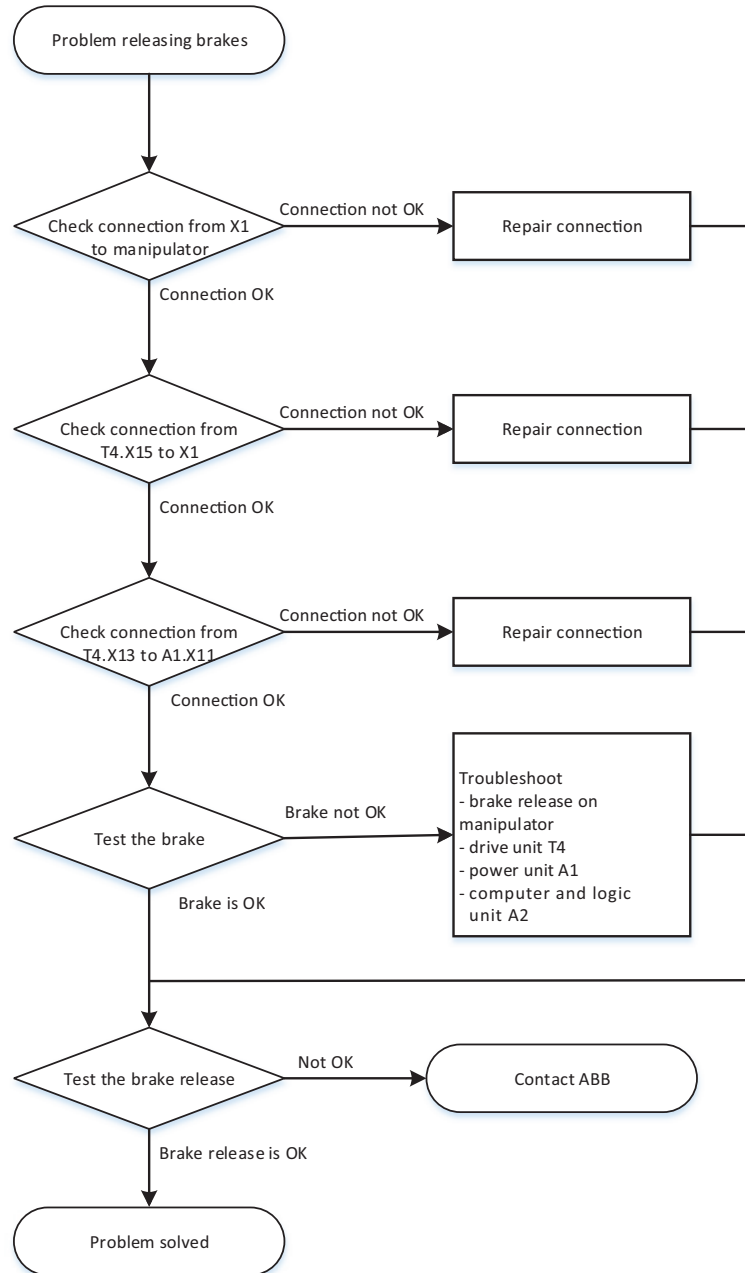 Problem releasing brakes
Check connection from X1
to manipulator
Connection not OK
Repair connection
Connection OK
Check connection from
T4.X15 to X1
Connection not OK
Repair connection
Connection OK
Check connection from
T4.X13 to A1.X11
Connection not OK
Repair connection
Connection OK
Test the brake
Brake not OK
Troubleshoot
- brake release on
manipulator
- drive unit T4
- power unit A1
- computer and logic
unit A2
Brake is OK
Test the brake release
Not OK
Contact ABB
Brake release is OK
Problem solved